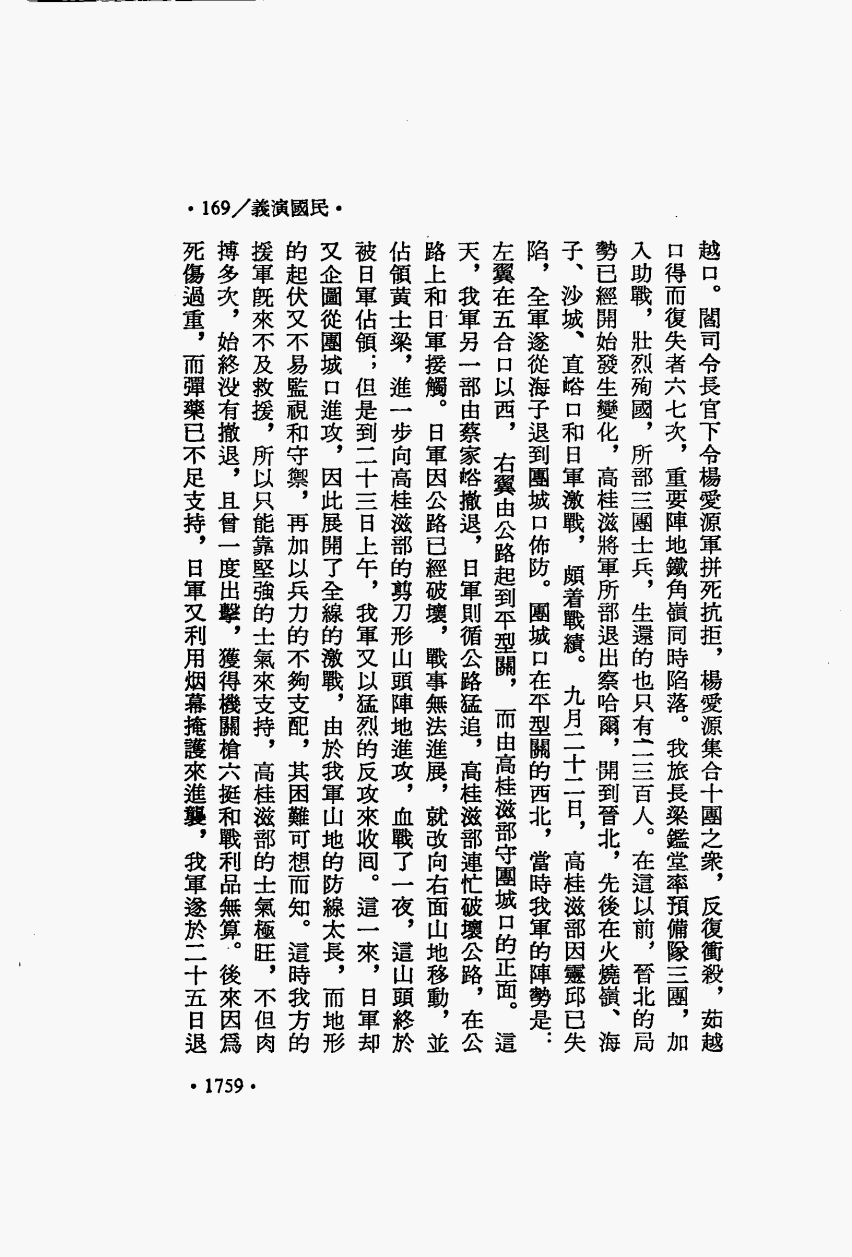 •169╱義演國民•
越口。閻司令長官下令楊愛源軍拼死抗拒，楊愛源集合十團之衆，反復衝殺，茹越
口得而復失者六七次，重要陣地鐵角嶺同時陷落。我旅長梁鑑堂率預備隊三團，加
入助戰，壯烈殉國，所部三團士兵，生還的也只有二三百人。在這以前，晉北的局
勢已經開始發生變化，高桂滋將軍所部退出察哈爾，開到晉北，先後在火燒嶺、海
子、沙城、直峪口和日軍激戰，頗着戰績。九月二十二日，高桂滋部因靈邱已失
陷，全軍遂從海子退到團城口佈防。團城口在平型關的西北，當時我軍的陣勢是：
左翼在五合口以西，右翼由公路起到平型關，而由高桂滋部守團城口的正面。這
天，我軍另一部由蔡家峪撤退，日軍則循公路猛追，高桂滋部連忙破壞公路，在公
路上和日軍接觸。日軍因公路已經破壞，戰事無法進展，就改向右面山地移動，並
佔領黃士梁，進一步向高桂滋部的剪刀形山頭陣地進攻，血戰了一夜，這山頭終於
被日軍佔領；但是到二十三日上午，我軍又以猛烈的反攻來收囘。這一來，日軍却
又企圖從團城口進攻，因此展開了全線的激戰，由於我軍山地的防線太長，而地形
的起伏又不易監視和守禦，再加以兵力的不夠支配，其困難可想而知。這時我方的
援軍旣來不及救援，所以只能靠堅強的士氣來支持，高桂滋部的士氣極旺，不但肉
搏多次，始終没有撤退，且曾一度出擊，獲得機關槍六挺和戰利品無算。後來因爲
死傷過重，而彈藥已不足支持，日軍又利用烟幕掩護來進襲，我軍遂於二十五日退
•1759•